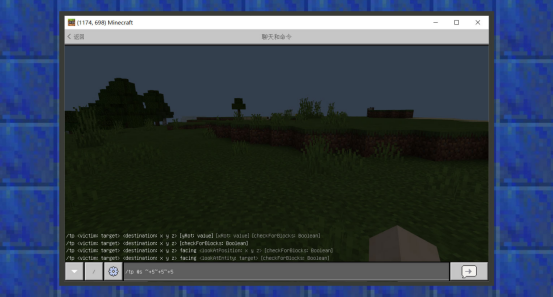 (1174, 698) Minecraft
返回
聊天和命令
/tp <victim: target> <destination: x y z> [yRot: value] [xRot: value] [checkForBlocks: Boolean]
/tp <victim: target> <destination: x y z> [checkForBlocks: Boolean]
/tp <victim: target> <destination: x y z> facing <lookAtPosition: x y z> [checkForBlocks: Boolean]
/tp <victim: target> <destination: x y z> facing <lookAtEntity: target> [checkForBlocks: Boolean]
/
/tp @s ~+5~+5~+5